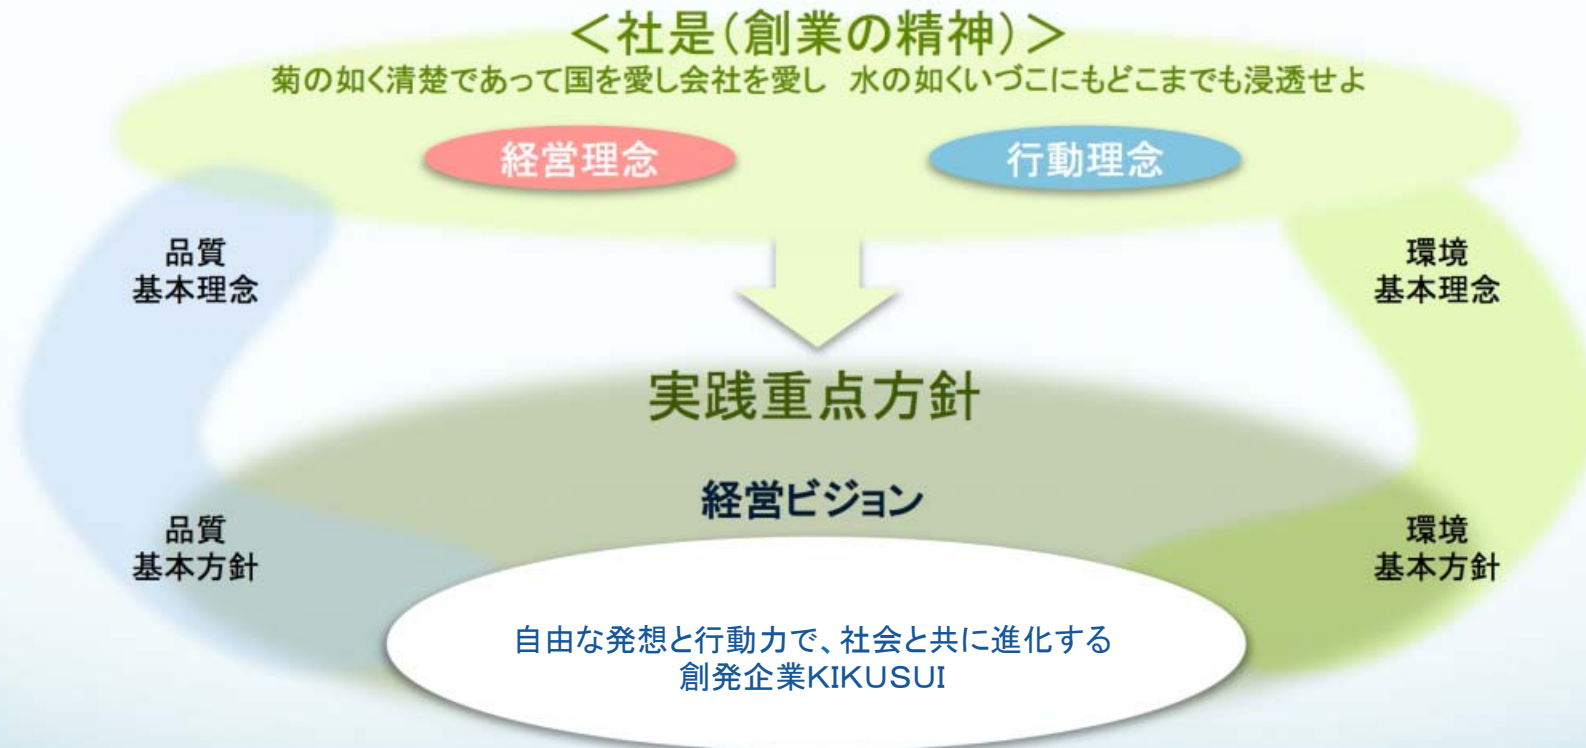 ＜社是（創業の精神）＞
菊の如く清楚であって国を愛し会社を愛し　水の如くいづこにもどこまでも浸透せよ
経営理念
行動理念
品質
基本理念
環境
基本理念
実践重点方針
経営ビジョン
品質
基本方針
環境
基本方針
自由な発想と行動力で、社会と共に進化する
創発企業KIKUSUI